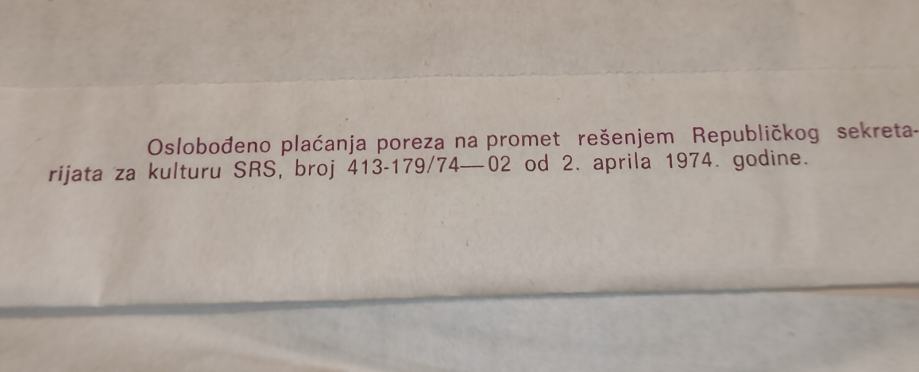 Oslobođeno plaćanja poreza na promet rešenjem Republičkog sekreta-
rijata za kulturu SRS, broj 413-179/74—02 od 2. aprila 1974. godine.